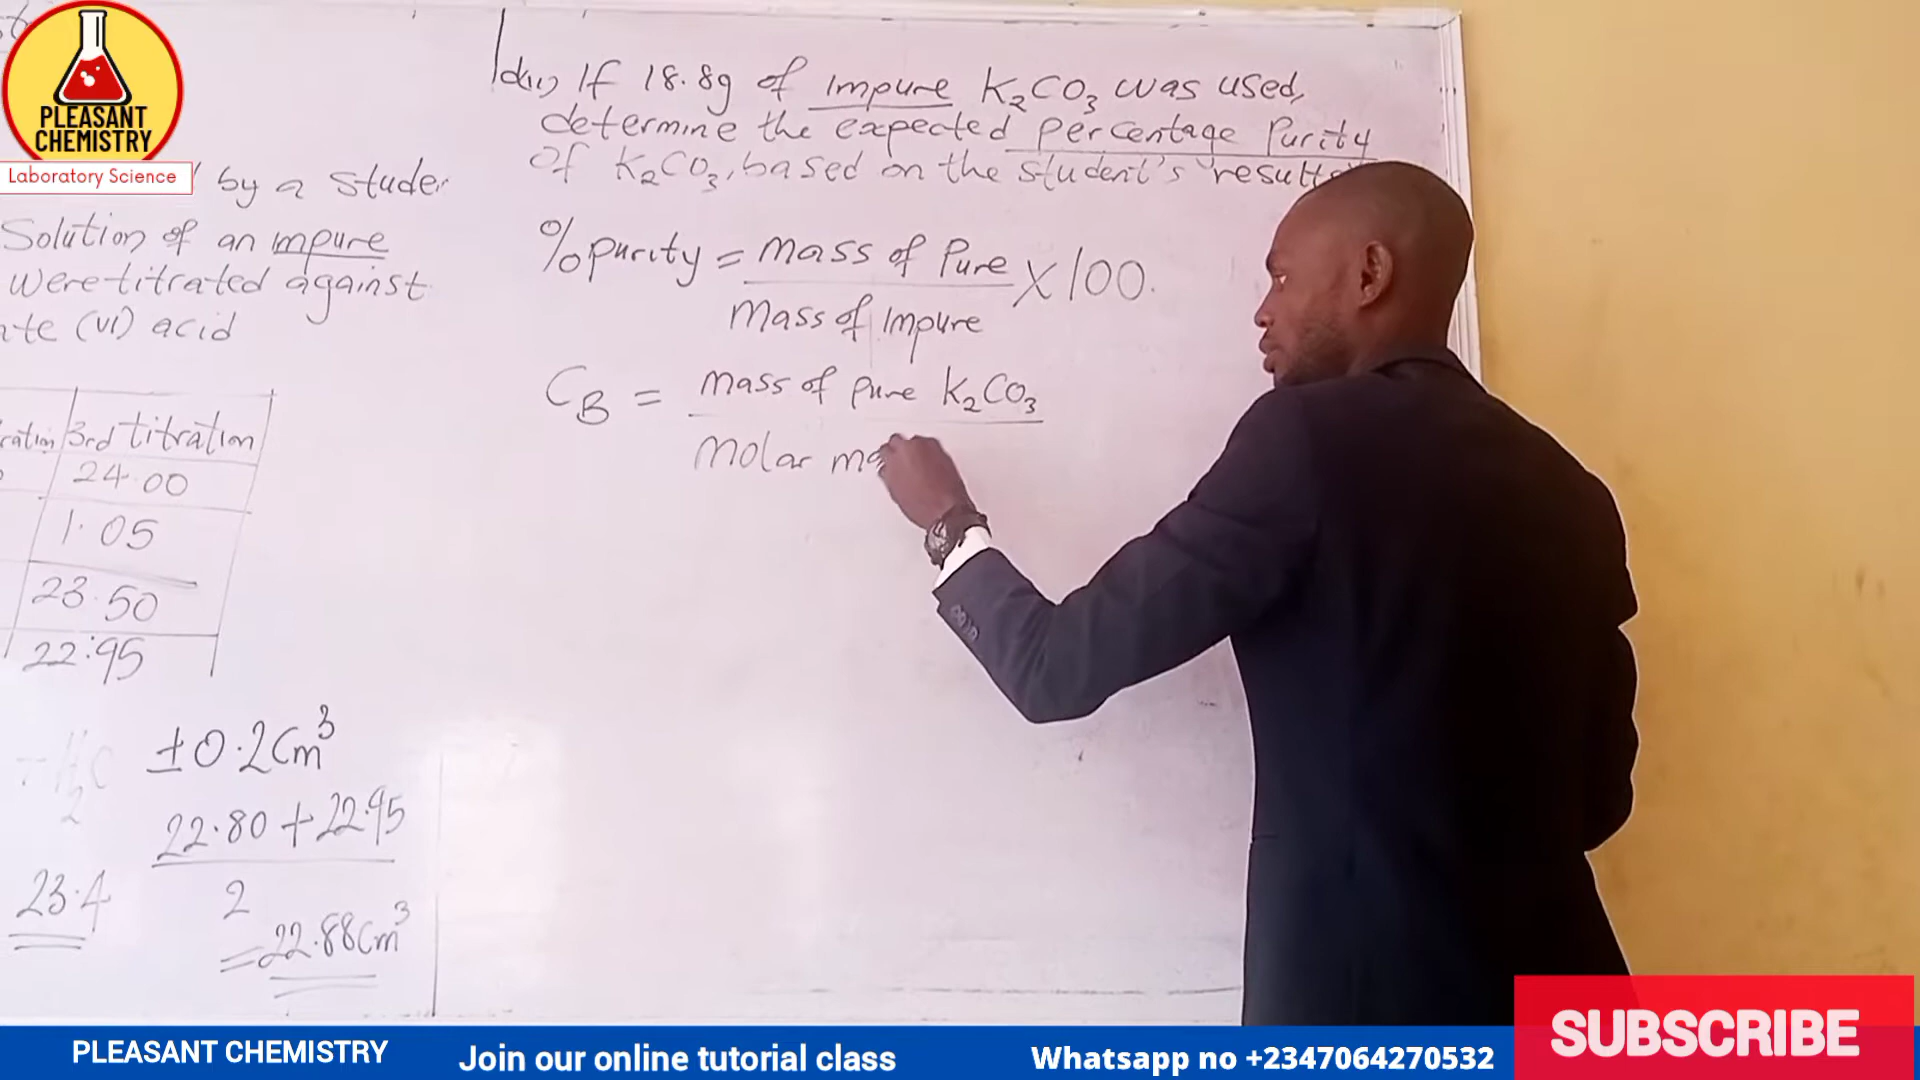 PLEASANT
CHEMISTRY
Laboratory Science
by a studen
Solution of an impure
were titrated against
ate (VI) acid
3rd titration
24.00
1.05
23.50
22.95
±0.2Cm³
22.80 + 22.95
2
= 22.88Cm³
23.4
1dii) If 18.8g of impure K₂CO₃ was used,
determine the expected percentage Purity
of K₂CO₃, based on the student's results
% purity = mass of Pure × 100.
Mass of Impure
C_B = mass of pure K₂CO₃
molar ma
PLEASANT CHEMISTRY
Join our online tutorial class
Whatsapp no +2347064270532
SUBSCRIBE